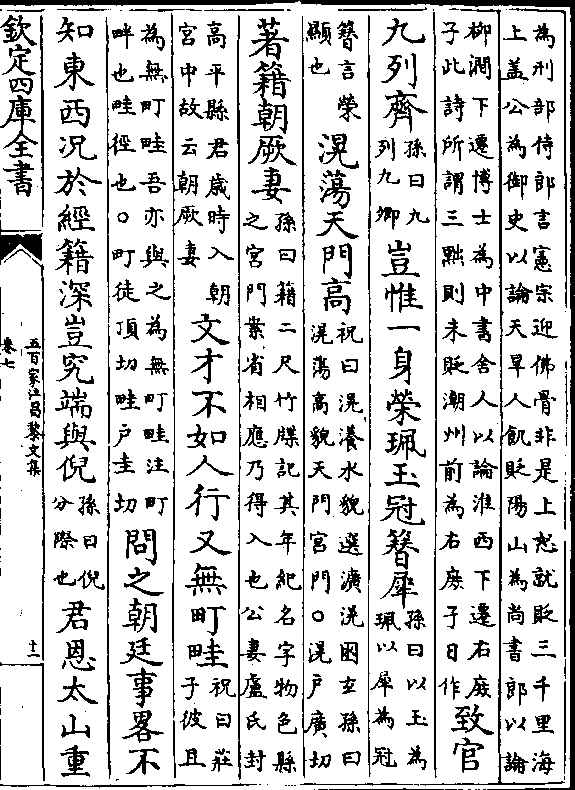 為刑部侍郎言憲宗迎佛骨非是上恕就貶三千里海
上蓋公為御史以論天旱人飢貶陽山為尚書郎以論
柳澗下遷博士為中書舍人以論淮西下遷右庶
子此詩所謂三黜則未貶潮州前為右庶子日作
致官
九列齊
孫曰九
列九卿
豈惟一身榮珮玉冠簪犀
孫曰以玉為
珮以犀為冠
簪言榮
顯也
滉蕩天門高
祝曰滉瀁水貌選瀇滉囦泫孫曰
滉蕩高貌天門宮門○滉戶廣切
著籍朝厥妻
孫曰籍二尺竹牒記其年紀名字物色縣
之宮門案省相應乃得入也公妻盧氏封
高平縣君歲時入朝
宮中故云朝厥妻
文才不如人行又無町畦
祝曰莊
子彼且
為無町畦吾亦與之為無町畦注町
畔也畦徑也○町徒頂切畦戶圭切
問之朝廷事畧不
知東西况於經籍深豈究端與倪
孫曰倪
分際也
君恩太山重
欽定四庫全書
五百家注昌黎文集
卷七
十二